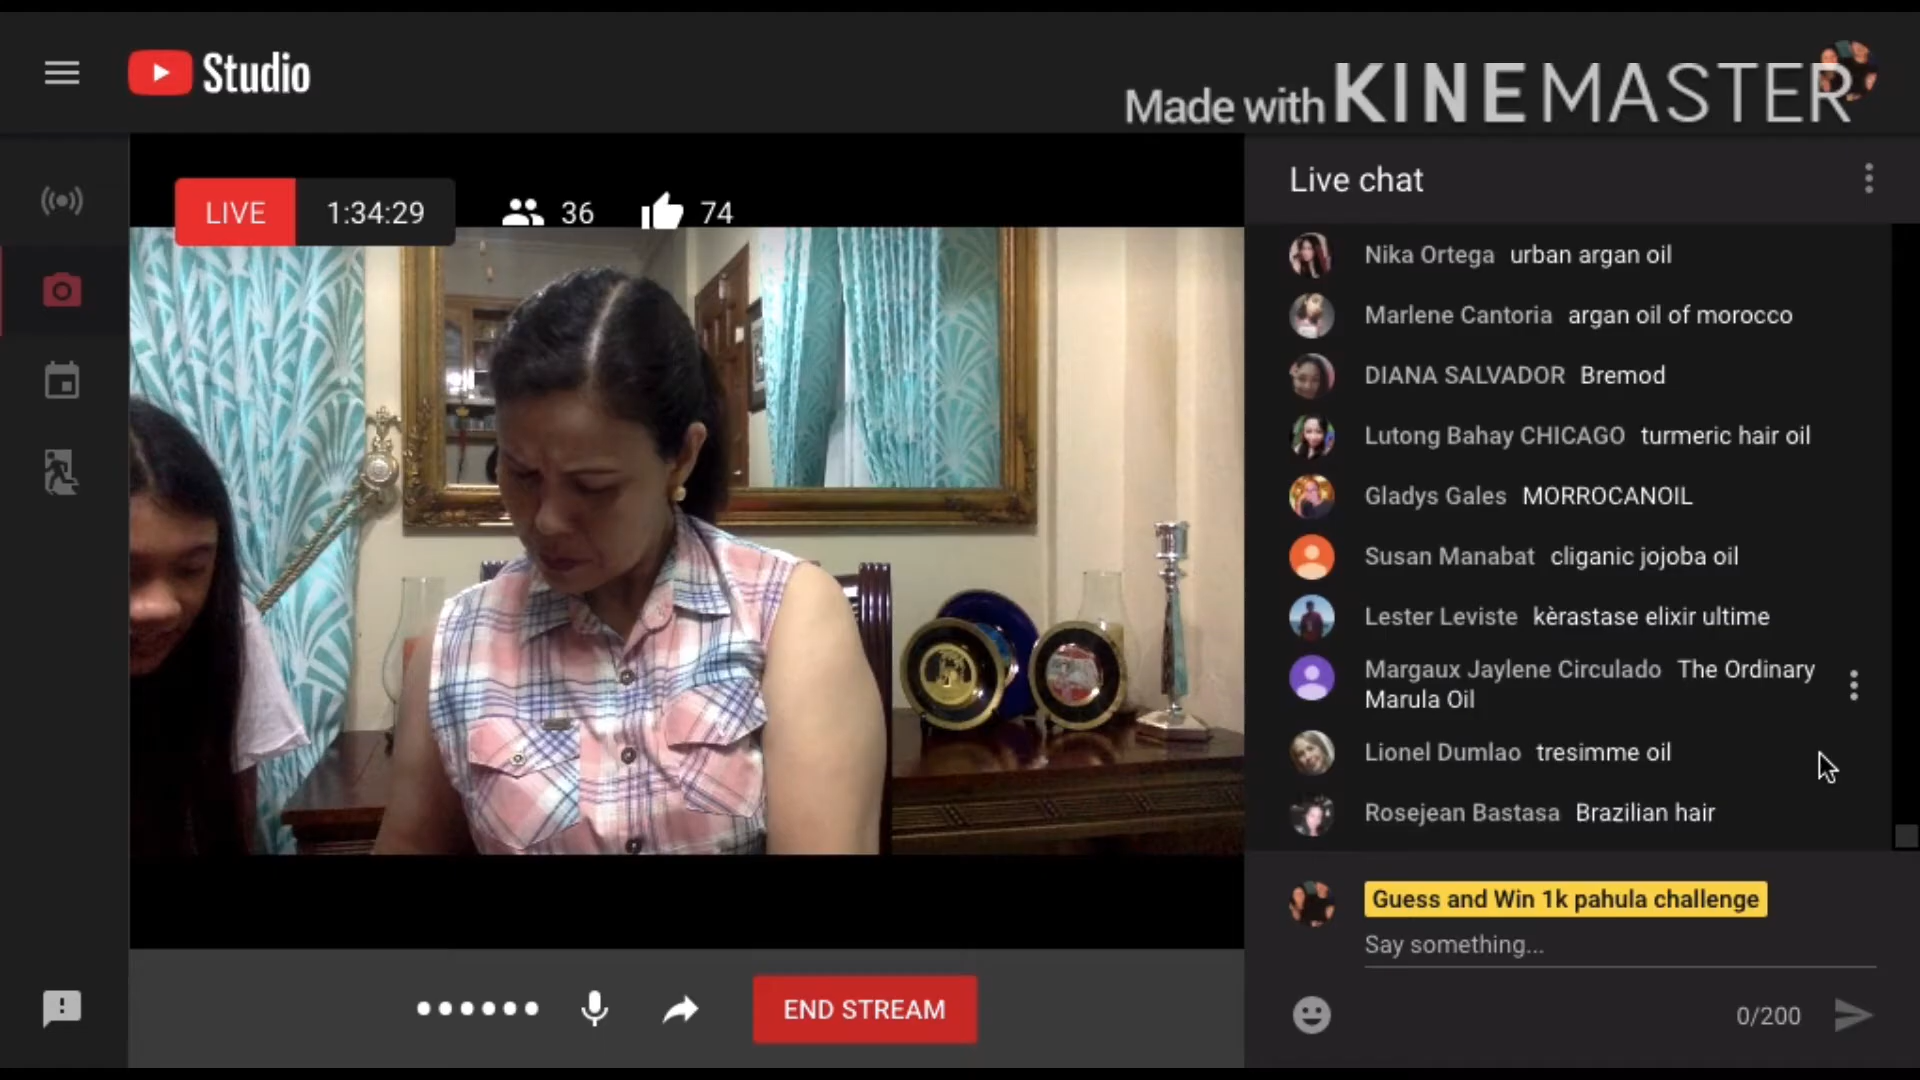 Studio
Made with KINEMASTER
LIVE 1:34:29 36 74
Live chat
Nika Ortega urban argan oil
Marlene Cantoria argan oil of morocco
DIANA SALVADOR Bremod
Lutong Bahay CHICAGO turmeric hair oil
Gladys Gales MORROCANOIL
Susan Manabat cliganic jojoba oil
Lester Leviste kèrastase elixir ultime
Margaux Jaylene Circulado The Ordinary
Marula Oil
Lionel Dumlao tresimme oil
Rosejean Bastasa Brazilian hair
Guess and Win 1k pahula challenge
Say something...
0/200
END STREAM